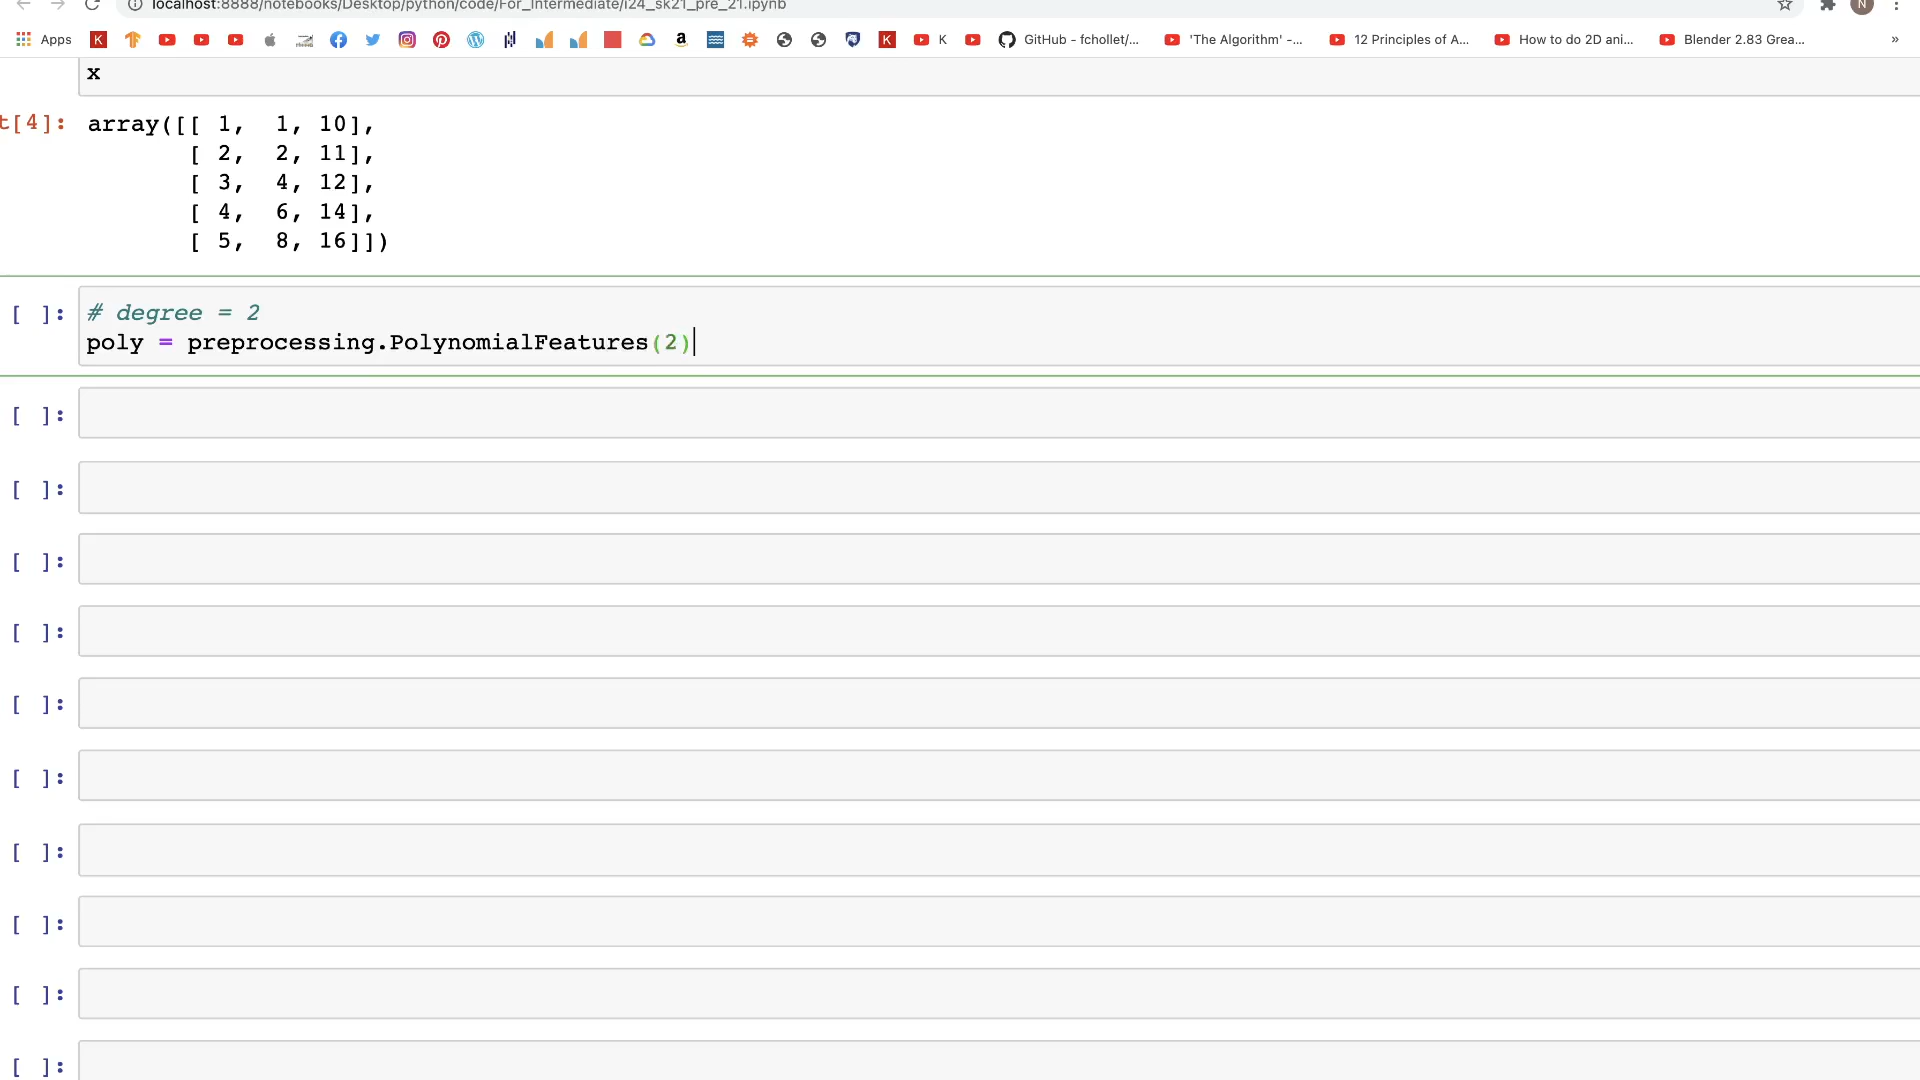 localhost:8888/notebooks/Desktop/python/code/For_Intermediate/i24_sk21_pre_21.ipynb
N
Apps K K K GitHub - fchollet/... 'The Algorithm' -... 12 Principles of A... How to do 2D ani... Blender 2.83 Grea... »
x
t[4]: array([[ 1,  1, 10],
[ 2,  2, 11],
[ 3,  4, 12],
[ 4,  6, 14],
[ 5,  8, 16]])
[ ]: # degree = 2
poly = preprocessing.PolynomialFeatures(2)
[ ]:
[ ]:
[ ]:
[ ]:
[ ]:
[ ]:
[ ]:
[ ]:
[ ]:
[ ]: